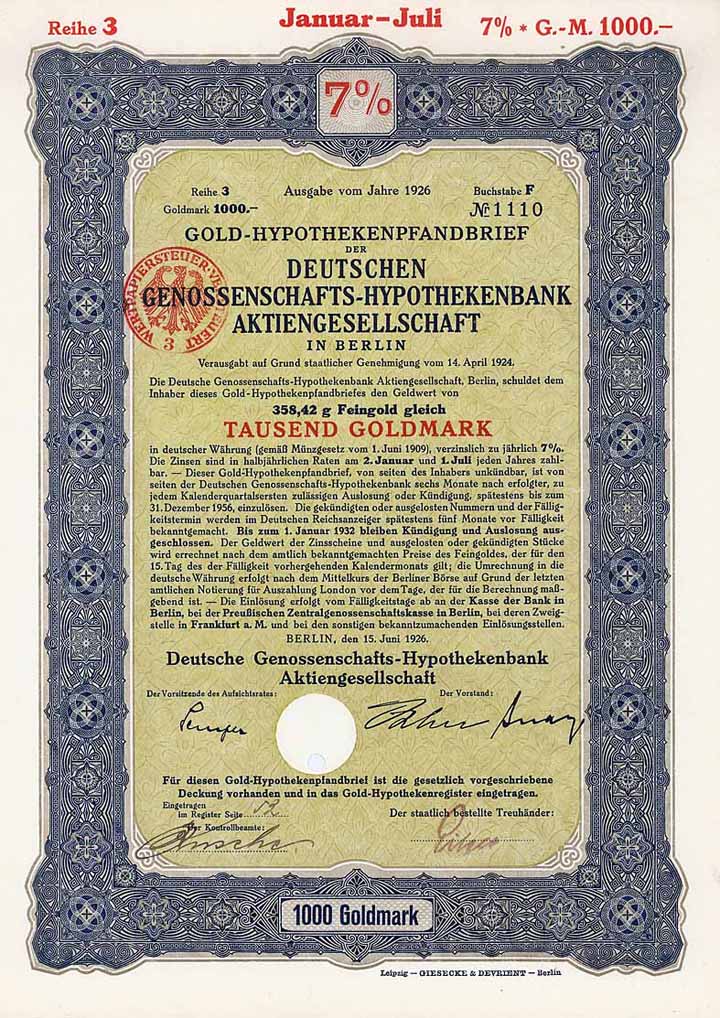 Reihe 3
Januar-Juli
7% * G.-M. 1000.-
7%
Reihe 3 Ausgabe vom Jahre 1926 Buchstabe F
Goldmark 1000.- № 1110
GOLD-HYPOTHEKENPFANDBRIEF
DER
DEUTSCHEN
GENOSSENSCHAFTS-HYPOTHEKENBANK
AKTIENGESELLSCHAFT
IN BERLIN
WERTPAPIERSTEUER-VERSTEUERT
3
Verausgabt auf Grund staatlicher Genehmigung vom 14. April 1924.
Die Deutsche Genossenschafts-Hypothekenbank Aktiengesellschaft, Berlin, schuldet dem
Inhaber dieses Gold-Hypothekenpfandbriefes den Geldwert von
358,42 g Feingold gleich
TAUSEND GOLDMARK
in deutscher Währung (gemäß Münzgesetz vom 1. Juni 1909), verzinslich zu jährlich 7%.
Die Zinsen sind in halbjährlichen Raten am 2. Januar und 1. Juli jeden Jahres zahl-
bar. — Dieser Gold-Hypothekenpfandbrief, von seiten des Inhabers unkündbar, ist von
seiten der Deutschen Genossenschafts-Hypothekenbank sechs Monate nach erfolgter, zu
jedem Kalenderquartalsersten zulässigen Auslosung oder Kündigung, spätestens bis zum
31. Dezember 1956, einzulösen. Die gekündigten oder ausgelosten Nummern und der Fällig-
keitstermin werden im Deutschen Reichsanzeiger spätestens fünf Monate vor Fälligkeit
bekanntgemacht. Bis zum 1. Januar 1932 bleiben Kündigung und Auslosung aus-
geschlossen. Der Geldwert der Zinsscheine und ausgelosten oder gekündigten Stücke
wird errechnet nach dem amtlich bekanntgemachten Preise des Feingoldes, der für den
15. Tag des der Fälligkeit vorhergehenden Kalendermonats gilt; die Umrechnung in die
deutsche Währung erfolgt nach dem Mittelkurs der Berliner Börse auf Grund der letzten
amtlichen Notierung für Auszahlung London vor dem Tage, der für die Berechnung maß-
gebend ist. — Die Einlösung erfolgt vom Fälligkeitstage ab an der Kasse der Bank in
Berlin, bei der Preußischen Zentralgenossenschaftskasse in Berlin, bei deren Zweig-
stelle in Frankfurt a. M. und bei den sonstigen bekanntzumachenden Einlösungsstellen.
BERLIN, den 15. Juni 1926.
Deutsche Genossenschafts-Hypothekenbank
Aktiengesellschaft
Der Vorsitzende des Aufsichtsrates: Der Vorstand:
Für diesen Gold-Hypothekenpfandbrief ist die gesetzlich vorgeschriebene
Deckung vorhanden und in das Gold-Hypothekenregister eingetragen.
Eingetragen
im Register Seite
Der Kontrollbeamte:
Der staatlich bestellte Treuhänder:
1000 Goldmark
Leipzig — GIESECKE & DEVRIENT — Berlin